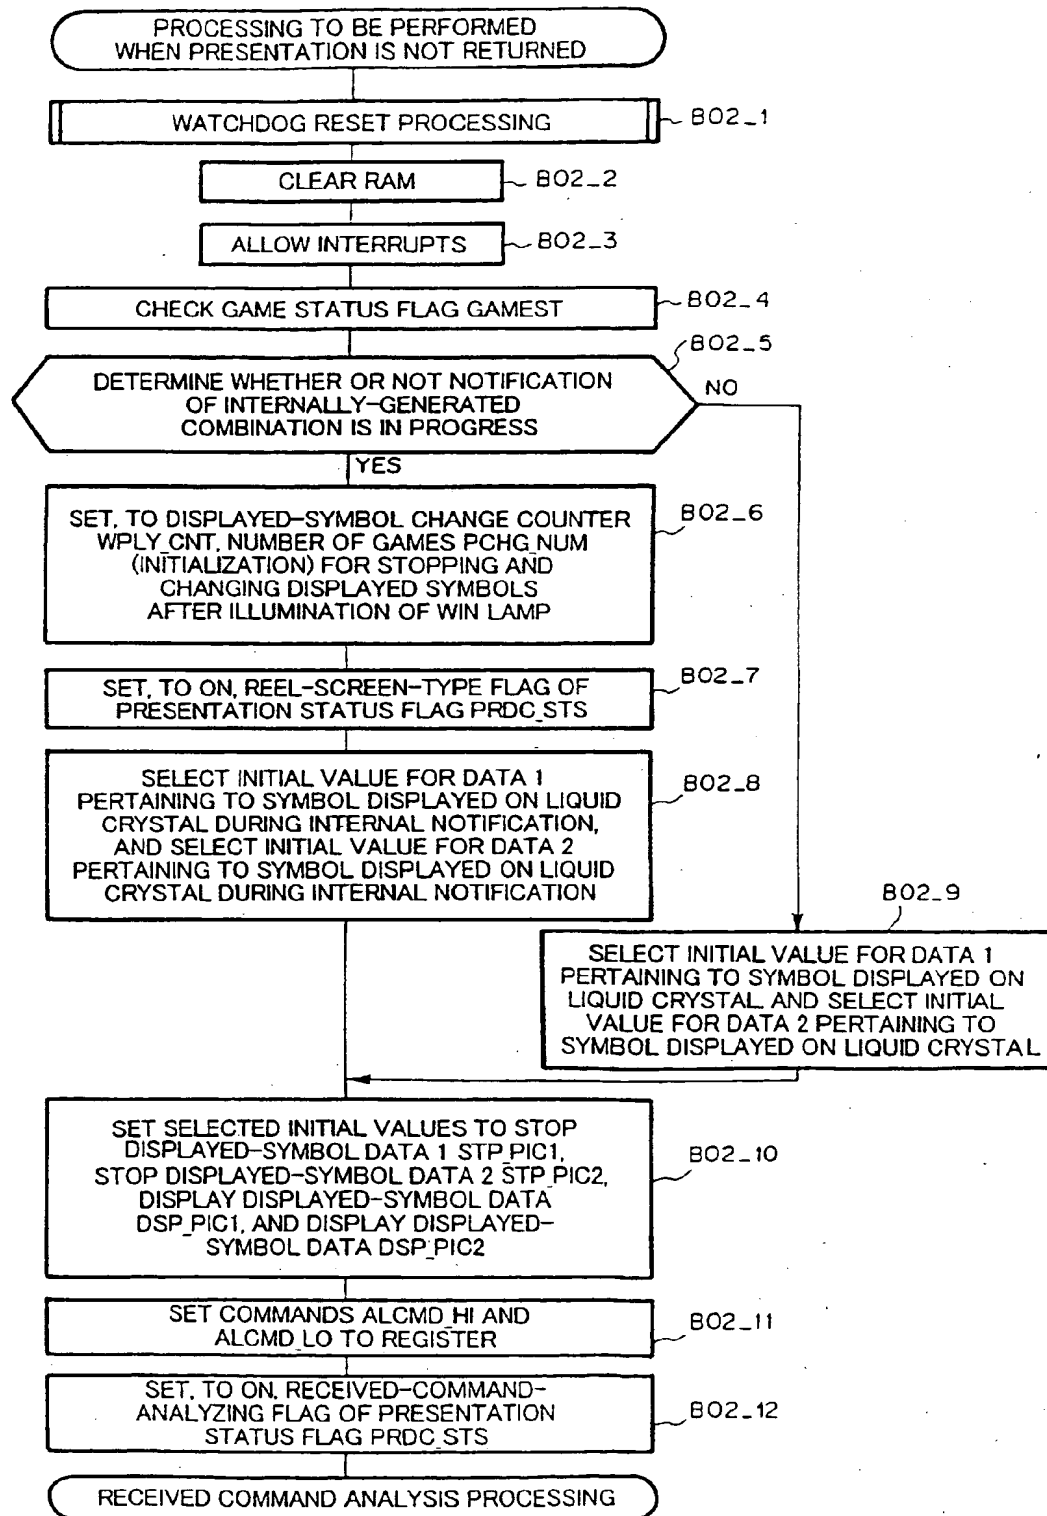 PROCESSING TO BE PERFORMED
WHEN PRESENTATION IS NOT RETURNED
WATCHDOG RESET PROCESSING
B02_1
CLEAR RAM
B02_2
ALLOW INTERRUPTS
B02_3
CHECK GAME STATUS FLAG GAMEST
B02_4
B02_5
DETERMINE WHETHER OR NOT NOTIFICATION
OF INTERNALLY-GENERATED
COMBINATION IS IN PROGRESS
NO
YES
SET, TO DISPLAYED-SYMBOL CHANGE COUNTER
WPLY_CNT, NUMBER OF GAMES PCHG_NUM
(INITIALIZATION) FOR STOPPING AND
CHANGING DISPLAYED SYMBOLS
AFTER ILLUMINATION OF WIN LAMP
B02_6
SET, TO ON, REEL-SCREEN-TYPE FLAG OF
PRESENTATION STATUS FLAG PRDC_STS
B02_7
SELECT INITIAL VALUE FOR DATA 1
PERTAINING TO SYMBOL DISPLAYED ON LIQUID
CRYSTAL DURING INTERNAL NOTIFICATION,
AND SELECT INITIAL VALUE FOR DATA 2
PERTAINING TO SYMBOL DISPLAYED ON LIQUID
CRYSTAL DURING INTERNAL NOTIFICATION
B02_8
B02_9
SELECT INITIAL VALUE FOR DATA 1
PERTAINING TO SYMBOL DISPLAYED ON
LIQUID CRYSTAL AND SELECT INITIAL
VALUE FOR DATA 2 PERTAINING TO
SYMBOL DISPLAYED ON LIQUID CRYSTAL
SET SELECTED INITIAL VALUES TO STOP
DISPLAYED-SYMBOL DATA 1 STP_PIC1,
STOP DISPLAYED-SYMBOL DATA 2 STP_PIC2,
DISPLAY DISPLAYED-SYMBOL DATA
DSP_PIC1, AND DISPLAY DISPLAYED-
SYMBOL DATA DSP_PIC2
B02_10
SET COMMANDS ALCMD_HI AND
ALCMD_LO TO REGISTER
B02_11
SET, TO ON, RECEIVED-COMMAND-
ANALYZING FLAG OF PRESENTATION
STATUS FLAG PRDC_STS
B02_12
RECEIVED COMMAND ANALYSIS PROCESSING